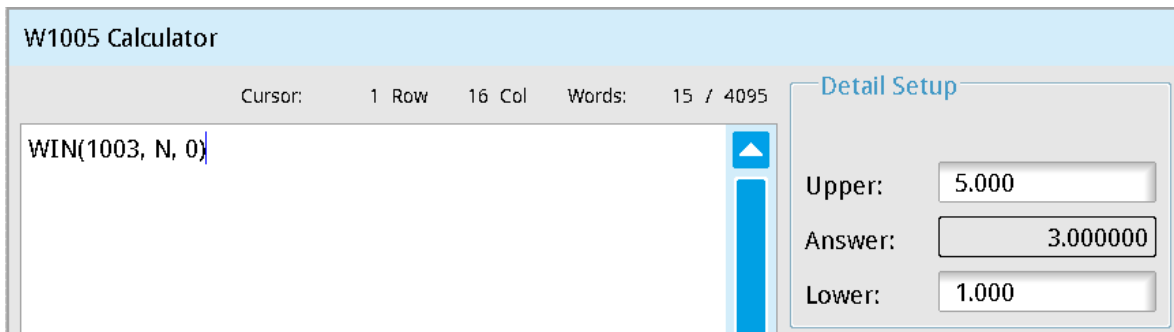 W1005 Calculator
Cursor: 1 Row 16 Col Words: 15 / 4095
WIN(1003, N, 0)
Detail Setup
Upper: 5.000
Answer: 3.000000
Lower: 1.000